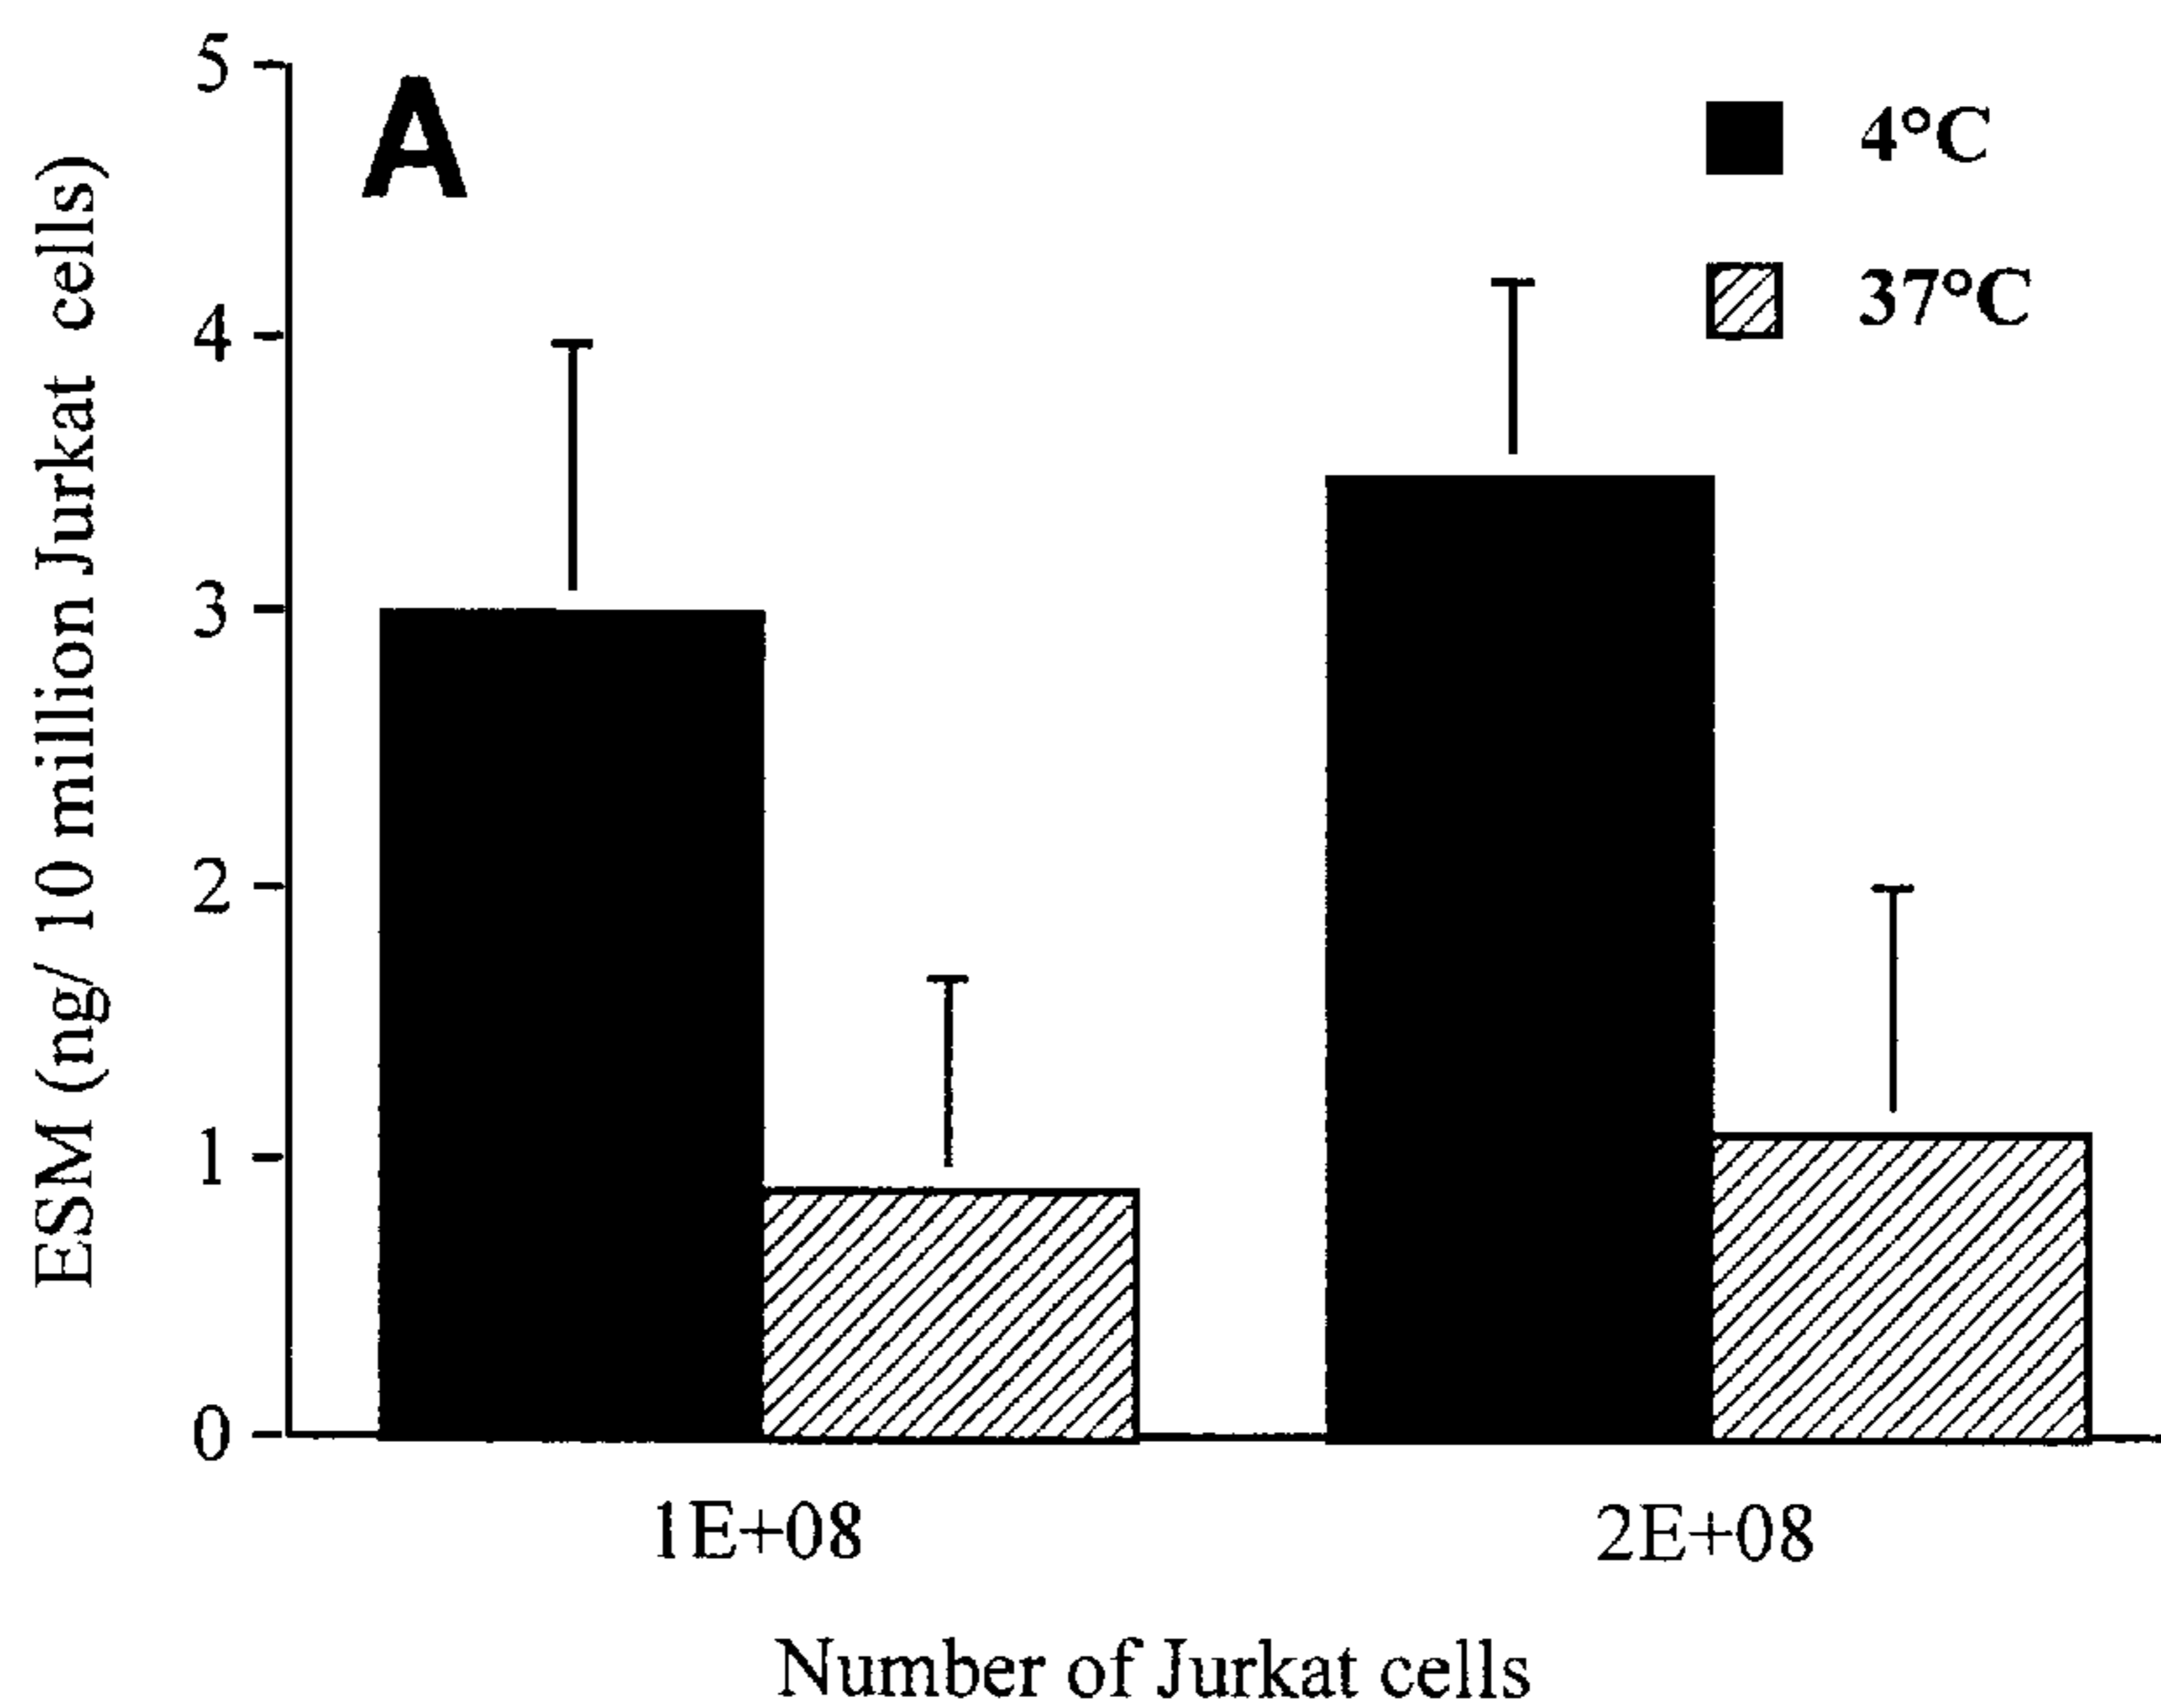 A
4°C
37°C
ESM (ng/ 10 million Jurkat cells)
5
4
3
2
1
0
1E+08
2E+08
Number of Jurkat cells